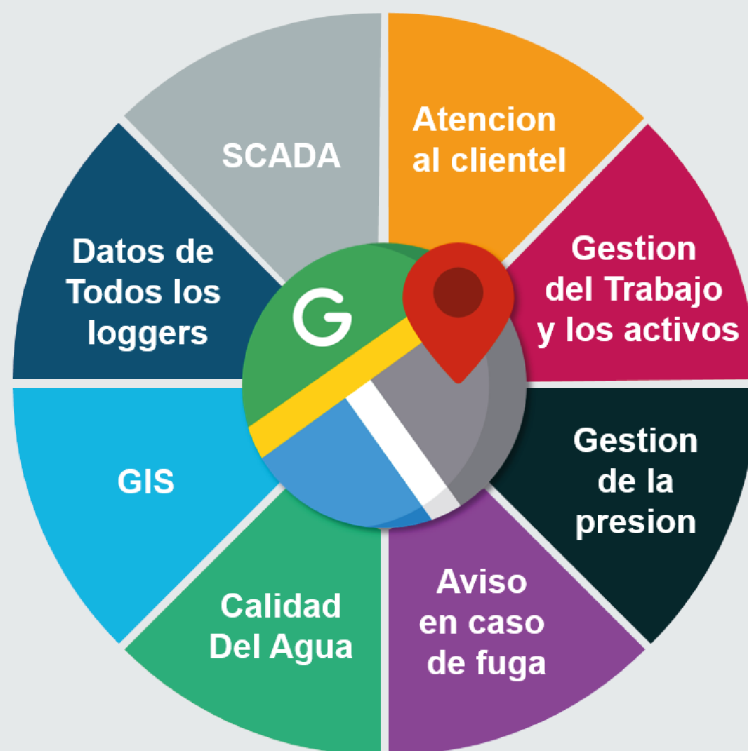 SCADA
Atencion
al clientel
Gestion
del Trabajo
y los activos
Gestion
de la
presion
Aviso
en caso
de fuga
Calidad
Del Agua
GIS
Datos de
Todos los
loggers
G